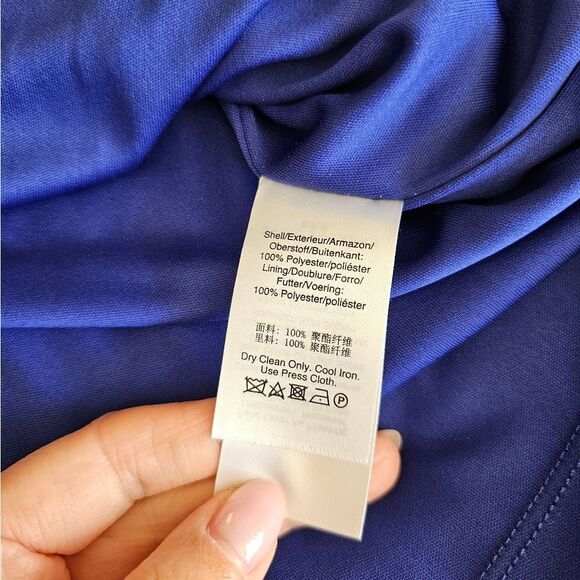 Shell/Exterieur/Armazon/
Oberstoff/Buitenkant:
100% Polyester/poliéster
Lining/Doublure/Forro/
Futter/Voering:
100% Polyester/poliéster
面料: 100% 聚酯纤维
里料: 100% 聚酯纤维
Dry Clean Only. Cool Iron.
Use Press Cloth.
P